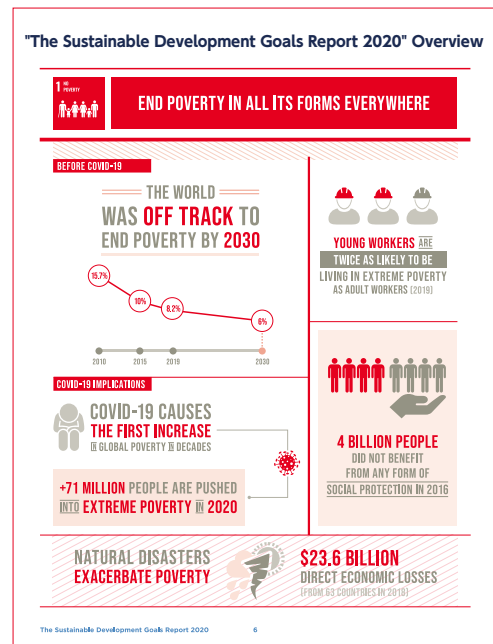 "The Sustainable Development Goals Report 2020" Overview
1 NO
POVERTY
END POVERTY IN ALL ITS FORMS EVERYWHERE
BEFORE COVID-19
THE WORLD
WAS OFF TRACK TO
END POVERTY BY 2030
15.7%
10%
8.2%
6%
2010 2015 2019 2030
YOUNG WORKERS ARE
TWICE AS LIKELY TO BE
LIVING IN EXTREME POVERTY
AS ADULT WORKERS (2019)
COVID-19 IMPLICATIONS
COVID-19 CAUSES
THE FIRST INCREASE
IN GLOBAL POVERTY IN DECADES
+71 MILLION PEOPLE ARE PUSHED
INTO EXTREME POVERTY IN 2020
4 BILLION PEOPLE
DID NOT BENEFIT
FROM ANY FORM OF
SOCIAL PROTECTION IN 2016
NATURAL DISASTERS
EXACERBATE POVERTY
$23.6 BILLION
DIRECT ECONOMIC LOSSES
(FROM 63 COUNTRIES IN 2018)
The Sustainable Development Goals Report 2020 6